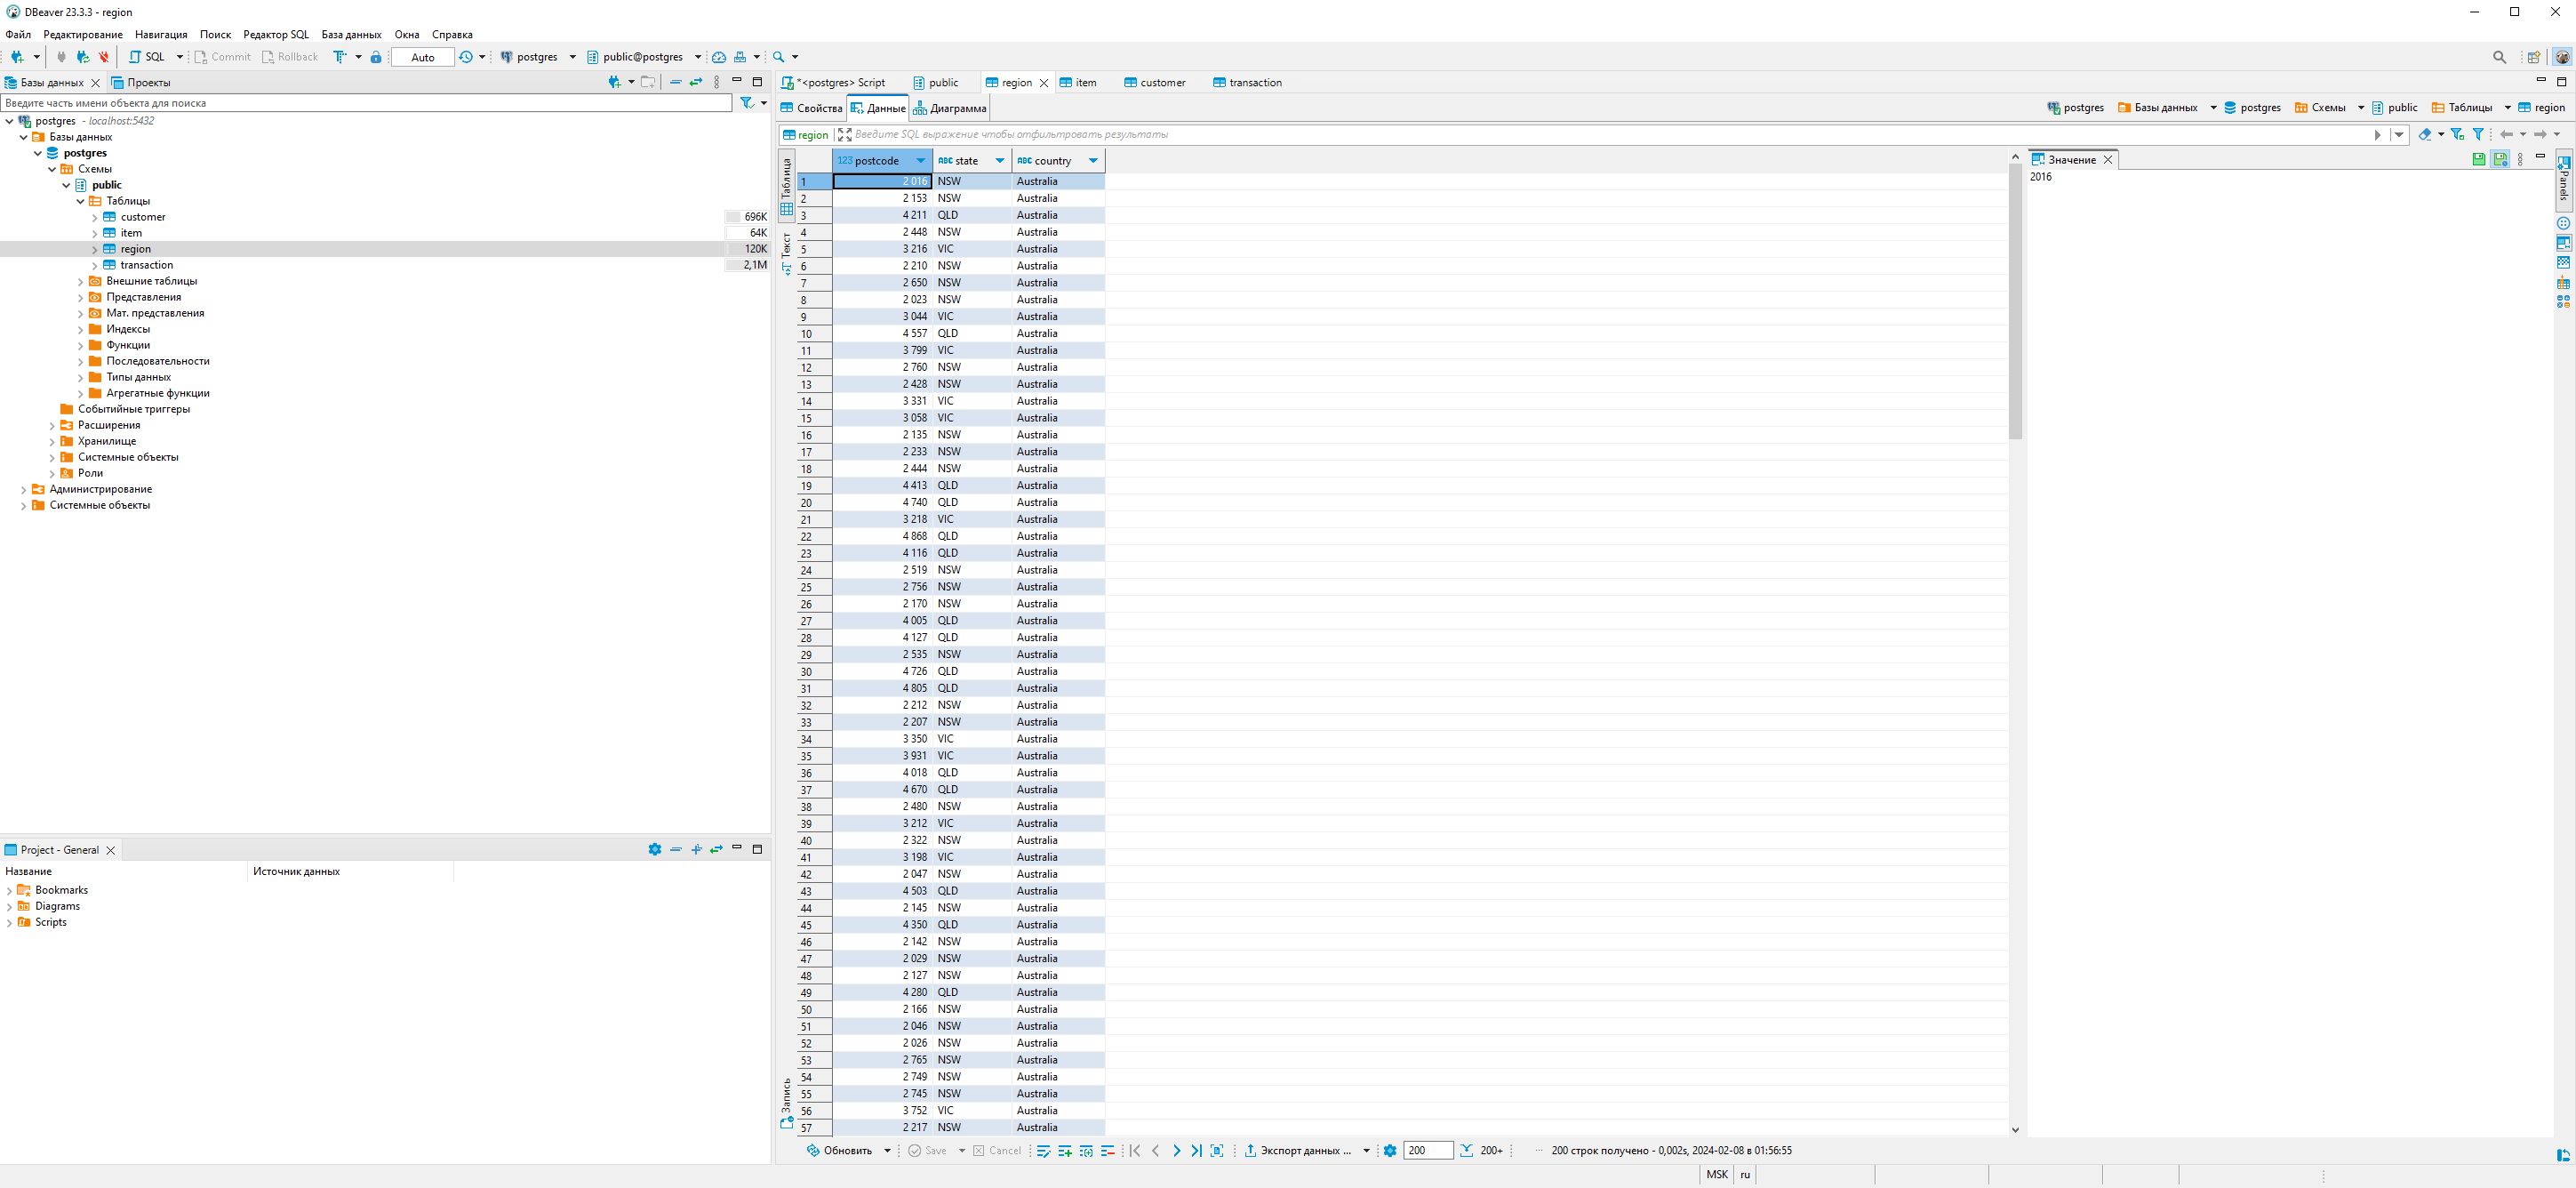 DBeaver 23.3.3 - region
Файл Редактирование Навигация Поиск Редактор SQL База данных Окна Справка
SQL Commit Rollback Auto postgres public@postgres
Базы данных Проекты
Введите часть имени объекта для поиска
postgres - localhost:5432
Базы данных
postgres
Схемы
public
Таблицы
customer 696K
item 64K
region 120K
transaction 2,1M
Внешние таблицы
Представления
Мат. представления
Индексы
Функции
Последовательности
Типы данных
Агрегатные функции
Событийные триггеры
Расширения
Хранилище
Системные объекты
Роли
Администрирование
Системные объекты
Project - General
Название Источник данных
Bookmarks
Diagrams
Scripts
*<postgres> Script public region item customer transaction
Свойства Данные Диаграмма postgres Базы данных postgres Схемы public Таблицы region
region Введите SQL выражение чтобы отфильтровать результаты
Таблица
Текст
Запись
123 postcode ABC state ABC country
1 2 016 NSW Australia
2 2 153 NSW Australia
3 4 211 QLD Australia
4 2 448 NSW Australia
5 3 216 VIC Australia
6 2 210 NSW Australia
7 2 650 NSW Australia
8 2 023 NSW Australia
9 3 044 VIC Australia
10 4 557 QLD Australia
11 3 799 VIC Australia
12 2 760 NSW Australia
13 2 428 NSW Australia
14 3 331 VIC Australia
15 3 058 VIC Australia
16 2 135 NSW Australia
17 2 233 NSW Australia
18 2 444 NSW Australia
19 4 413 QLD Australia
20 4 740 QLD Australia
21 3 218 VIC Australia
22 4 868 QLD Australia
23 4 116 QLD Australia
24 2 519 NSW Australia
25 2 756 NSW Australia
26 2 170 NSW Australia
27 4 005 QLD Australia
28 4 127 QLD Australia
29 2 535 NSW Australia
30 4 726 QLD Australia
31 4 805 QLD Australia
32 2 212 NSW Australia
33 2 207 NSW Australia
34 3 350 VIC Australia
35 3 931 VIC Australia
36 4 018 QLD Australia
37 4 670 QLD Australia
38 2 480 NSW Australia
39 3 212 VIC Australia
40 2 322 NSW Australia
41 3 198 VIC Australia
42 2 047 NSW Australia
43 4 503 QLD Australia
44 2 145 NSW Australia
45 4 350 QLD Australia
46 2 142 NSW Australia
47 2 029 NSW Australia
48 2 127 NSW Australia
49 4 280 QLD Australia
50 2 166 NSW Australia
51 2 046 NSW Australia
52 2 026 NSW Australia
53 2 765 NSW Australia
54 2 749 NSW Australia
55 2 745 NSW Australia
56 3 752 VIC Australia
57 2 217 NSW Australia
Значение
2016
Panels
Обновить Save Cancel Экспорт данных ... 200 200+ ... 200 строк получено - 0,002s, 2024-02-08 в 01:56:55
MSK ru